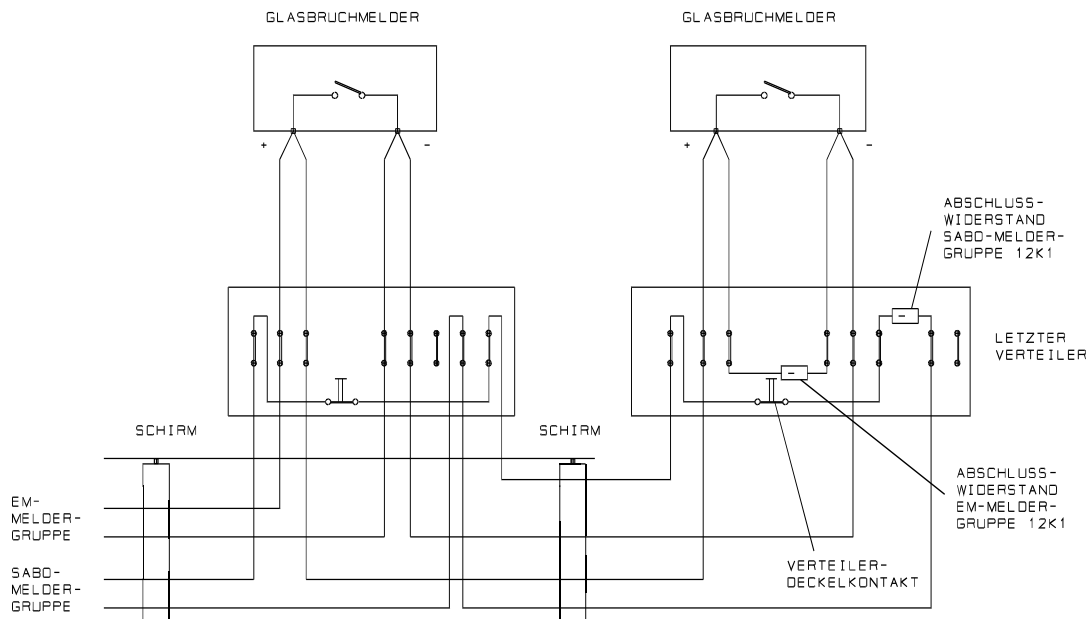 GLASBRUCHMELDER
GLASBRUCHMELDER
+
-
+
-
ABSCHLUSS-
WIDERSTAND
SABO-MELDER-
GRUPPE 12K1
LETZTER
VERTEILER
SCHIRM
SCHIRM
EM-
MELDER-
GRUPPE
ABSCHLUSS-
WIDERSTAND
EM-MELDER-
GRUPPE 12K1
VERTEILER-
DECKELKONTAKT
SABO-
MELDER-
GRUPPE